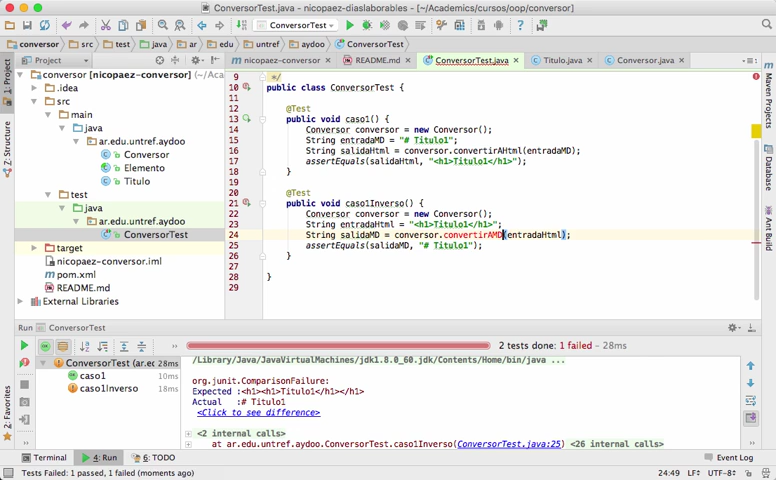 ConversorTest.java - nicopaez-diaslaborables - [~/Academics/cursos/oop/conversor]
ConversorTest
conversor src test java ar edu untref aydoo ConversorTest
Project
nicopaez-conversor README.md ConversorTest.java Titulo.java Conversor.java
1: Project
Z: Structure
2: Favorites
Maven Projects
Database
Ant Build
conversor [nicopaez-conversor] (~/Aca
.idea
src
main
java
ar.edu.untref.aydoo
Conversor
Elemento
Titulo
test
java
ar.edu.untref.aydoo
ConversorTest
target
nicopaez-conversor.iml
pom.xml
README.md
External Libraries
9 */
10 public class ConversorTest {
11
12 @Test
13 public void caso1() {
14 Conversor conversor = new Conversor();
15 String entradaMD = "# Titulo1";
16 String salidaHtml = conversor.convertirAHtml(entradaMD);
17 assertEquals(salidaHtml, "<h1>Titulo1</h1>");
18 }
19
20 @Test
21 public void caso1Inverso() {
22 Conversor conversor = new Conversor();
23 String entradaHtml = "<h1>Titulo1</h1>";
24 String salidaMD = conversor.convertirAMD(entradaHtml);
25 assertEquals(salidaMD, "# Titulo1");
26 }
27
28 }
29
Run ConversorTest
2 tests done: 1 failed - 28ms
ConversorTest (ar.ec 28ms
caso1 10ms
caso1Inverso 18ms
/Library/Java/JavaVirtualMachines/jdk1.8.0_60.jdk/Contents/Home/bin/java ...
org.junit.ComparisonFailure:
Expected :<h1><h1>Titulo1</h1></h1>
Actual :# Titulo1
<Click to see difference>
<2 internal calls>
at ar.edu.untref.aydoo.ConversorTest.caso1Inverso(ConversorTest.java:25) <26 internal calls>
Terminal 4: Run 6: TODO Event Log
Tests Failed: 1 passed, 1 failed (moments ago) 24:49 LF÷ UTF-8÷